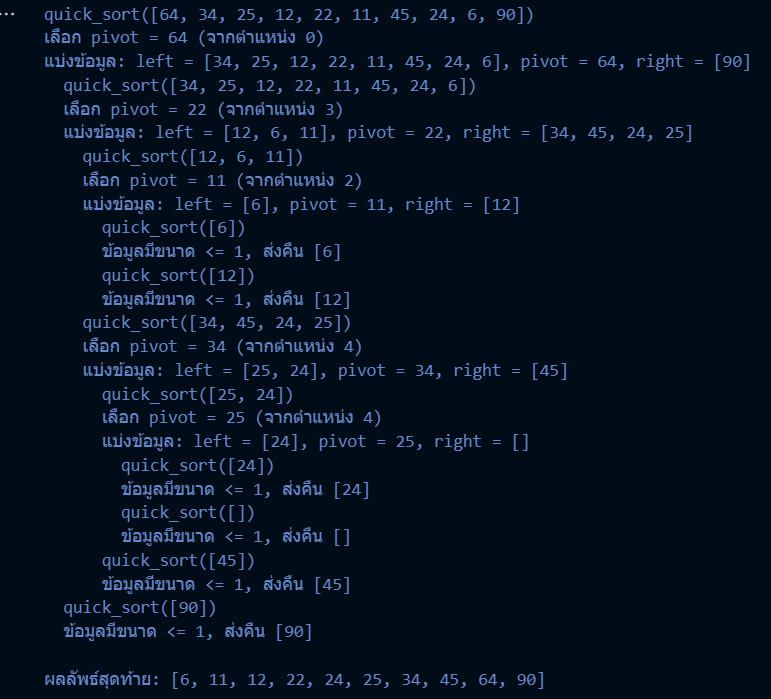 quick_sort([64, 34, 25, 12, 22, 11, 45, 24, 6, 90])
เลือก pivot = 64 (จากตำแหน่ง 0)
แบ่งข้อมูล: left = [34, 25, 12, 22, 11, 45, 24, 6], pivot = 64, right = [90]
quick_sort([34, 25, 12, 22, 11, 45, 24, 6])
เลือก pivot = 22 (จากตำแหน่ง 3)
แบ่งข้อมูล: left = [12, 6, 11], pivot = 22, right = [34, 45, 24, 25]
quick_sort([12, 6, 11])
เลือก pivot = 11 (จากตำแหน่ง 2)
แบ่งข้อมูล: left = [6], pivot = 11, right = [12]
quick_sort([6])
ข้อมูลมีขนาด <= 1, ส่งคืน [6]
quick_sort([12])
ข้อมูลมีขนาด <= 1, ส่งคืน [12]
quick_sort([34, 45, 24, 25])
เลือก pivot = 34 (จากตำแหน่ง 4)
แบ่งข้อมูล: left = [25, 24], pivot = 34, right = [45]
quick_sort([25, 24])
เลือก pivot = 25 (จากตำแหน่ง 4)
แบ่งข้อมูล: left = [24], pivot = 25, right = []
quick_sort([24])
ข้อมูลมีขนาด <= 1, ส่งคืน [24]
quick_sort([])
ข้อมูลมีขนาด <= 1, ส่งคืน []
quick_sort([45])
ข้อมูลมีขนาด <= 1, ส่งคืน [45]
quick_sort([90])
ข้อมูลมีขนาด <= 1, ส่งคืน [90]
ผลลัพธ์สุดท้าย: [6, 11, 12, 22, 24, 25, 34, 45, 64, 90]